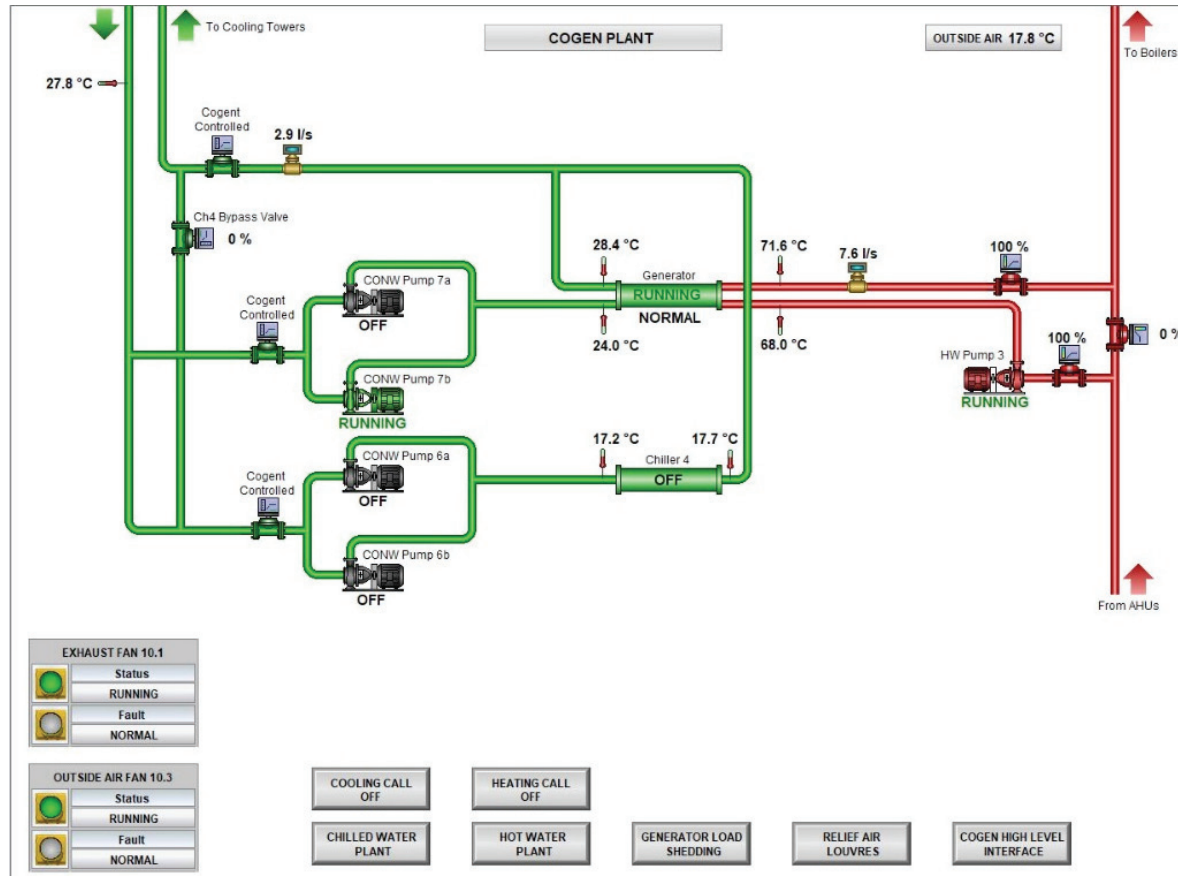 To Cooling Towers
COGEN PLANT
OUTSIDE AIR 17.8 °C
To Boilers
27.8 °C
Cogent
Controlled
2.9 l/s
Ch4 Bypass Valve
0 %
28.4 °C
71.6 °C
7.6 l/s
100 %
CONW Pump 7a
OFF
Generator
RUNNING
NORMAL
Cogent
Controlled
24.0 °C
68.0 °C
0 %
HW Pump 3
100 %
RUNNING
CONW Pump 7b
RUNNING
CONW Pump 6a
OFF
17.2 °C
17.7 °C
Chiller 4
OFF
Cogent
Controlled
CONW Pump 6b
OFF
From AHUs
EXHAUST FAN 10.1
Status
RUNNING
Fault
NORMAL
OUTSIDE AIR FAN 10.3
Status
RUNNING
Fault
NORMAL
COOLING CALL
OFF
HEATING CALL
OFF
CHILLED WATER
PLANT
HOT WATER
PLANT
GENERATOR LOAD
SHEDDING
RELIEF AIR
LOUVRES
COGEN HIGH LEVEL
INTERFACE